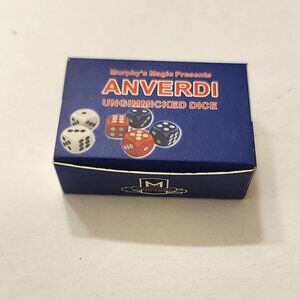 Murphy's Magic Presents
ANVERDI
UNGIMMICKED DICE
M